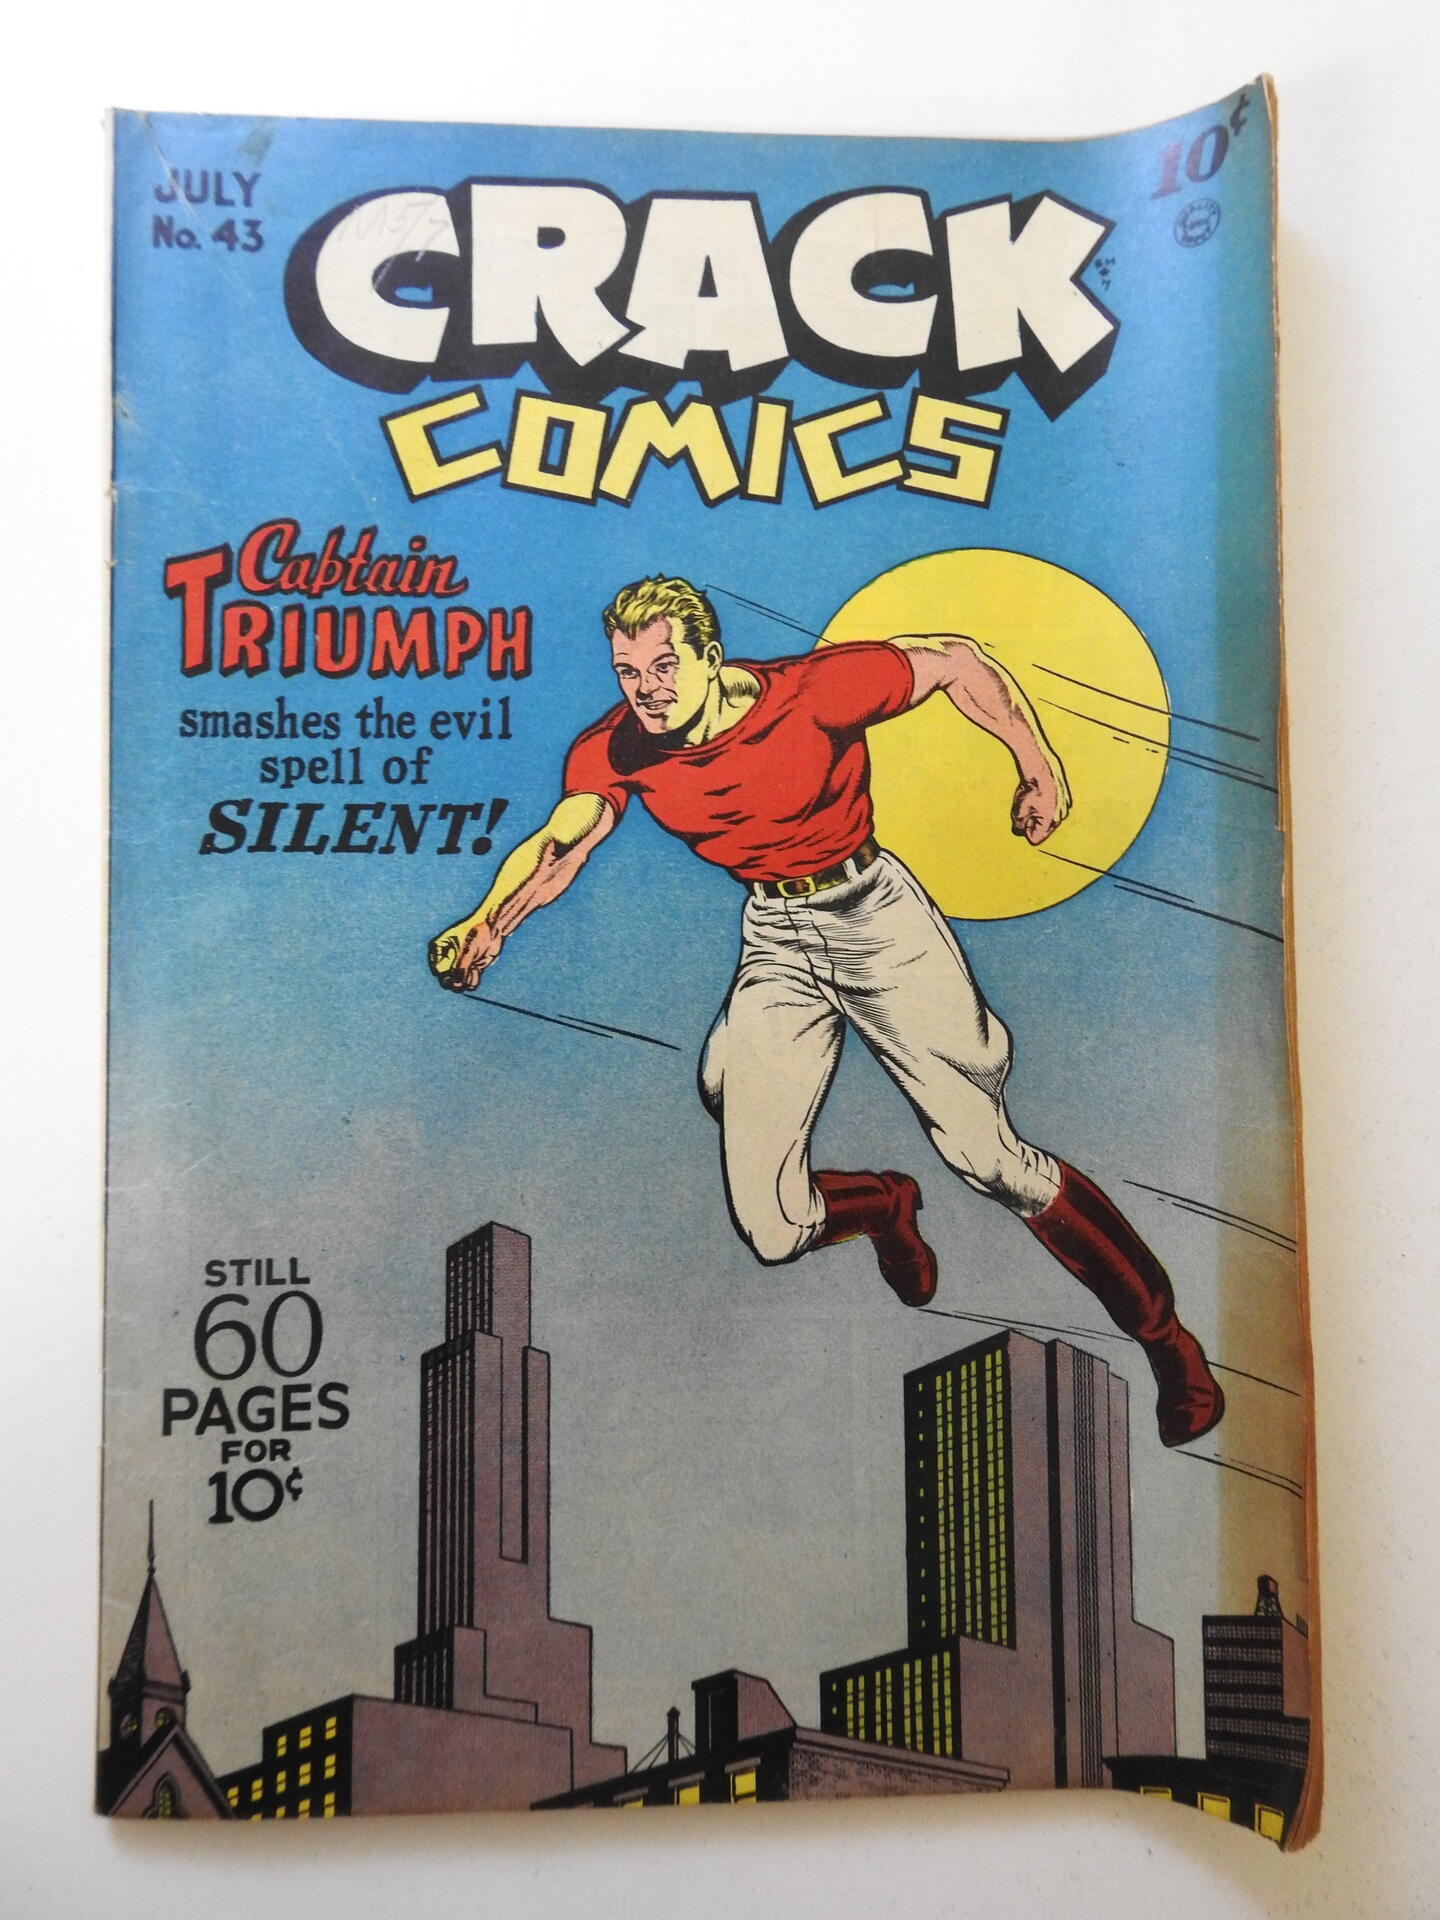 JULY
No. 43
10¢
CRACK
COMICS
Captain
TRIUMPH
smashes the evil
spell of
SILENT!
STILL
60
PAGES
FOR
10¢